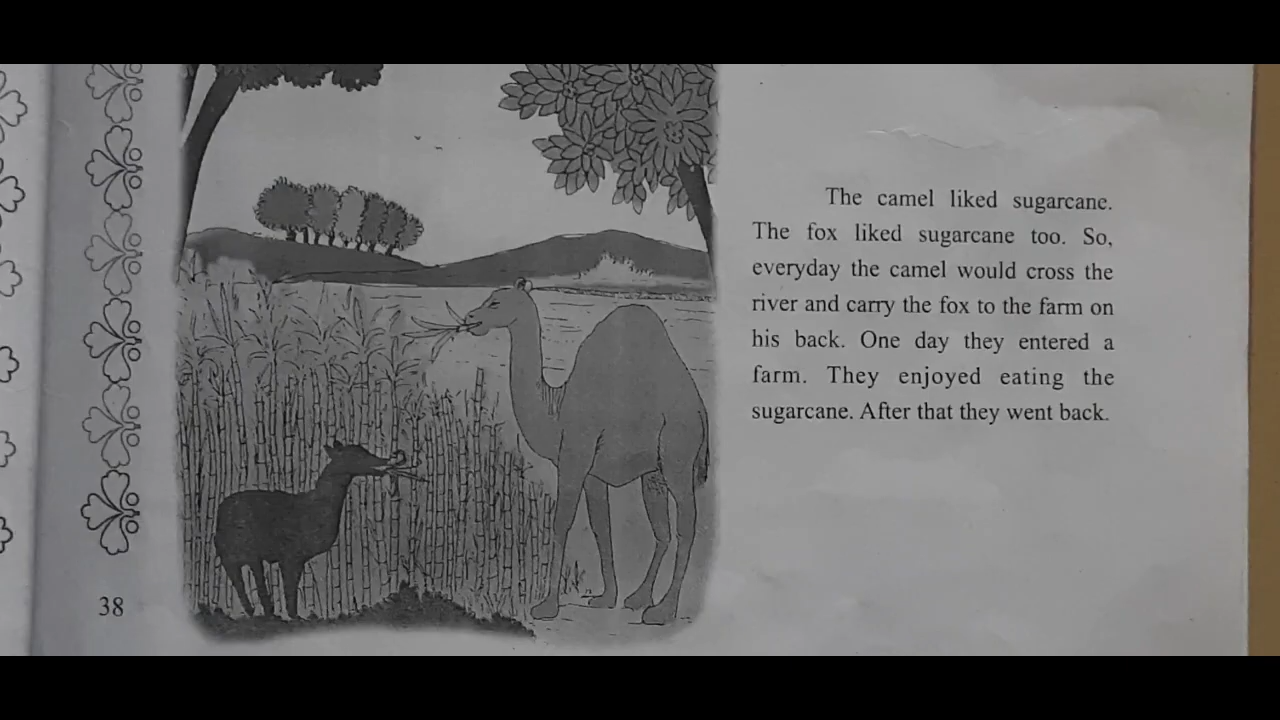 The camel liked sugarcane.
The fox liked sugarcane too. So,
everyday the camel would cross the
river and carry the fox to the farm on
his back. One day they entered a
farm. They enjoyed eating the
sugarcane. After that they went back.
38